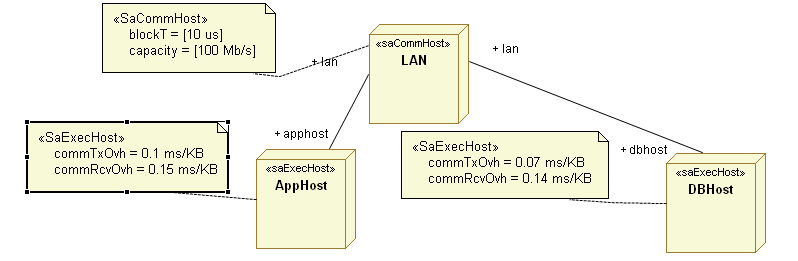 «SaCommHost»
blockT = [10 us]
capacity = [100 Mb/s]
+ lan
«saCommHost»
LAN
+ lan
+ apphost
«SaExecHost»
commTxOvh = 0.1 ms/KB
commRcvOvh = 0.15 ms/KB
«saExecHost»
AppHost
«SaExecHost»
commTxOvh = 0.07 ms/KB
commRcvOvh = 0.14 ms/KB
+ dbhost
«saExecHost»
DBHost